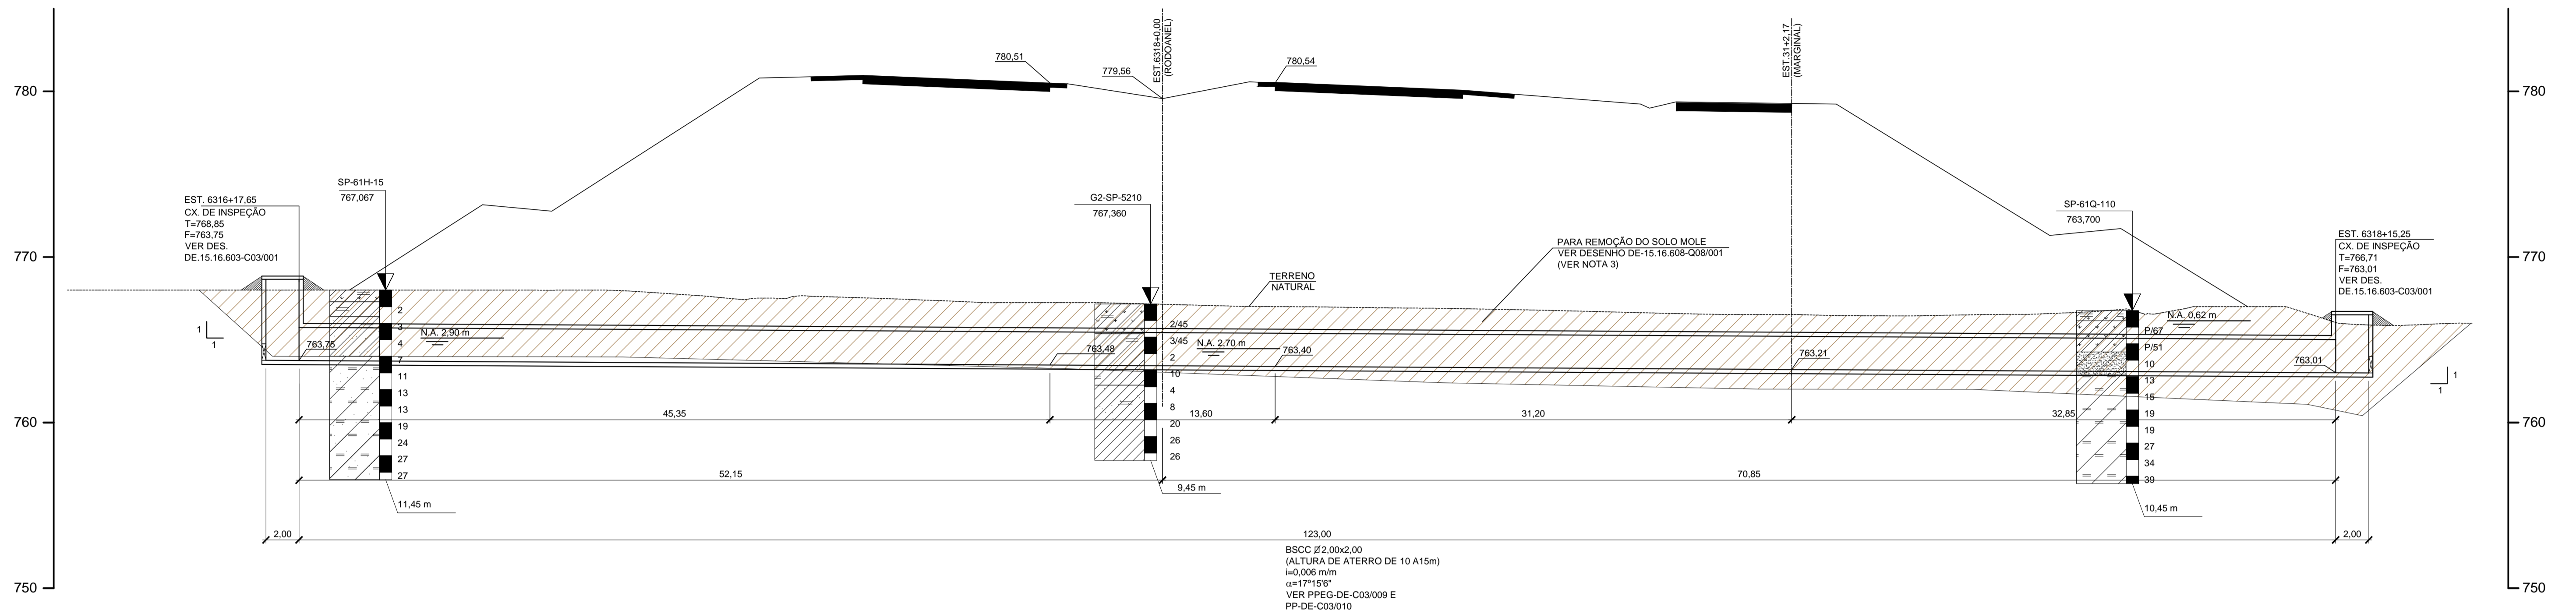 780
770
760
750
EST. 6316+17,65
CX. DE INSPEÇÃO
T=768,85
F=763,75
VER DES.
DE.15.16.603-C03/001
SP-61H-15
767,067
780,51
779,56
EST.6318+0,00
(RODOANEL)
780,54
EST.31+2,17
(MARGINAL)
G2-SP-5210
767,360
PARA REMOÇÃO DO SOLO MOLE
VER DESENHO DE-15.16.608-Q08/001
(VER NOTA 3)
TERRENO
NATURAL
SP-61Q-110
763,700
EST. 6318+15,25
CX. DE INSPEÇÃO
T=766,71
F=763,01
VER DES.
DE.15.16.603-C03/001
780
770
760
750
1
1
763,75
N.A. 2,90 m
2
3
4
7
11
13
13
19
24
27
27
11,45 m
763,48
2/45
3/45
2
10
4
8
20
26
26
N.A. 2,70 m
9,45 m
763,40
763,21
N.A. 0,62 m
P/67
P/51
10
13
15
19
19
27
34
39
10,45 m
763,01
1
1
45,35
13,60
31,20
32,85
52,15
70,85
2,00
123,00
2,00
BSCC Ø 2,00x2,00
(ALTURA DE ATERRO DE 10 A15m)
i=0,006 m/m
α=17º15'6"
VER PPEG-DE-C03/009 E
PP-DE-C03/010